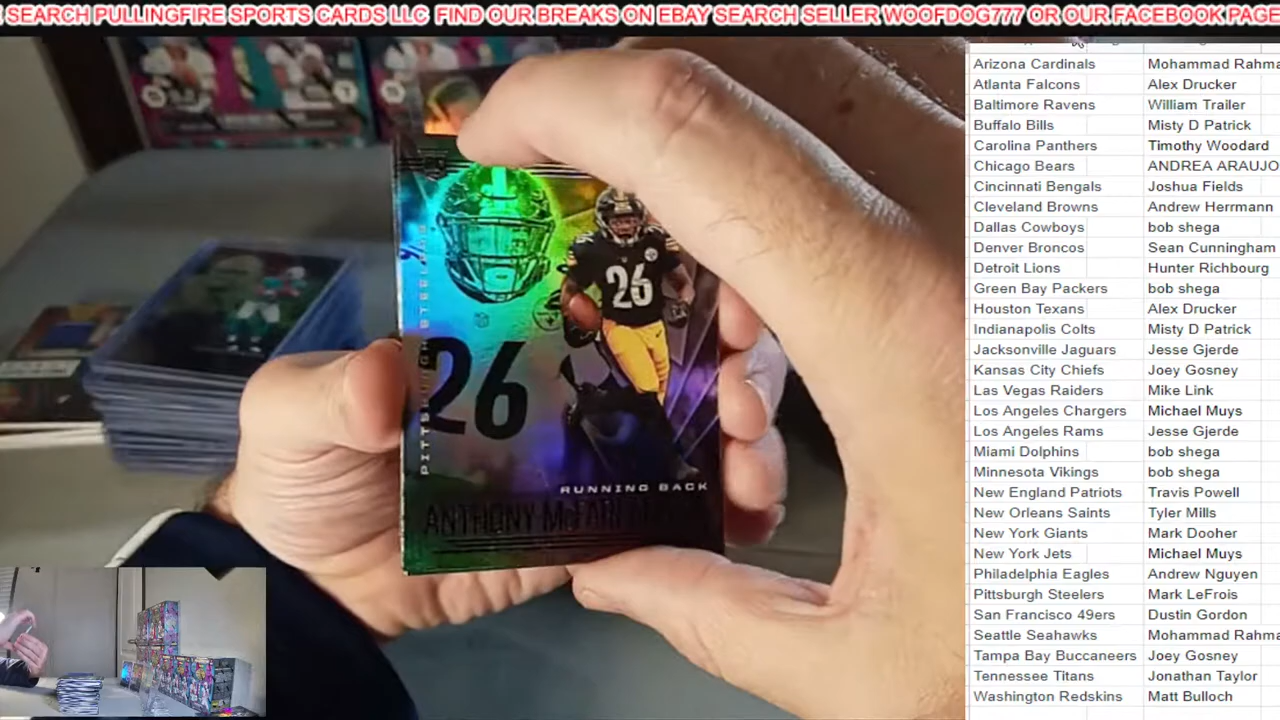 SEARCH PULLINGFIRE SPORTS CARDS LLC FIND OUR BREAKS ON EBAY SEARCH SELLER WOOFDOG777 OR OUR FACEBOOK PAGE
Arizona Cardinals Mohammad Rahma
Atlanta Falcons Alex Drucker
Baltimore Ravens William Trailer
Buffalo Bills Misty D Patrick
Carolina Panthers Timothy Woodard
Chicago Bears ANDREA ARAUJO
Cincinnati Bengals Joshua Fields
Cleveland Browns Andrew Herrmann
Dallas Cowboys bob shega
Denver Broncos Sean Cunningham
Detroit Lions Hunter Richbourg
Green Bay Packers bob shega
Houston Texans Alex Drucker
Indianapolis Colts Misty D Patrick
Jacksonville Jaguars Jesse Gjerde
Kansas City Chiefs Joey Gosney
Las Vegas Raiders Mike Link
Los Angeles Chargers Michael Muys
Los Angeles Rams Jesse Gjerde
Miami Dolphins bob shega
Minnesota Vikings bob shega
New England Patriots Travis Powell
New Orleans Saints Tyler Mills
New York Giants Mark Dooher
New York Jets Michael Muys
Philadelphia Eagles Andrew Nguyen
Pittsburgh Steelers Mark LeFrois
San Francisco 49ers Dustin Gordon
Seattle Seahawks Mohammad Rahma
Tampa Bay Buccaneers Joey Gosney
Tennessee Titans Jonathan Taylor
Washington Redskins Matt Bulloch
PITTSBURGH STEELERS
26
26
RUNNING BACK
ANTHONY